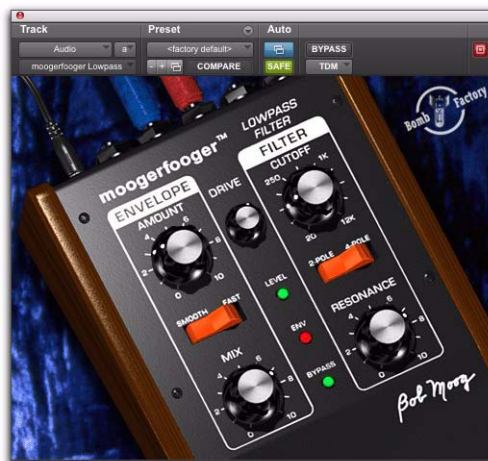 Track Preset Auto
Audio a <factory default> BYPASS
moogerfooger Lowpass - + COMPARE SAFE TDM
Bomb Factory
moogerfooger™
LOWPASS
FILTER
ENVELOPE
AMOUNT
0 2 4 6 8 10
DRIVE
FILTER
CUTOFF
20 250 1K 12K
SMOOTH FAST
2-POLE 4-POLE
LEVEL
ENV
BYPASS
MIX
0 2 4 6 8 10
RESONANCE
0 2 4 6 8 10
Bob Moog